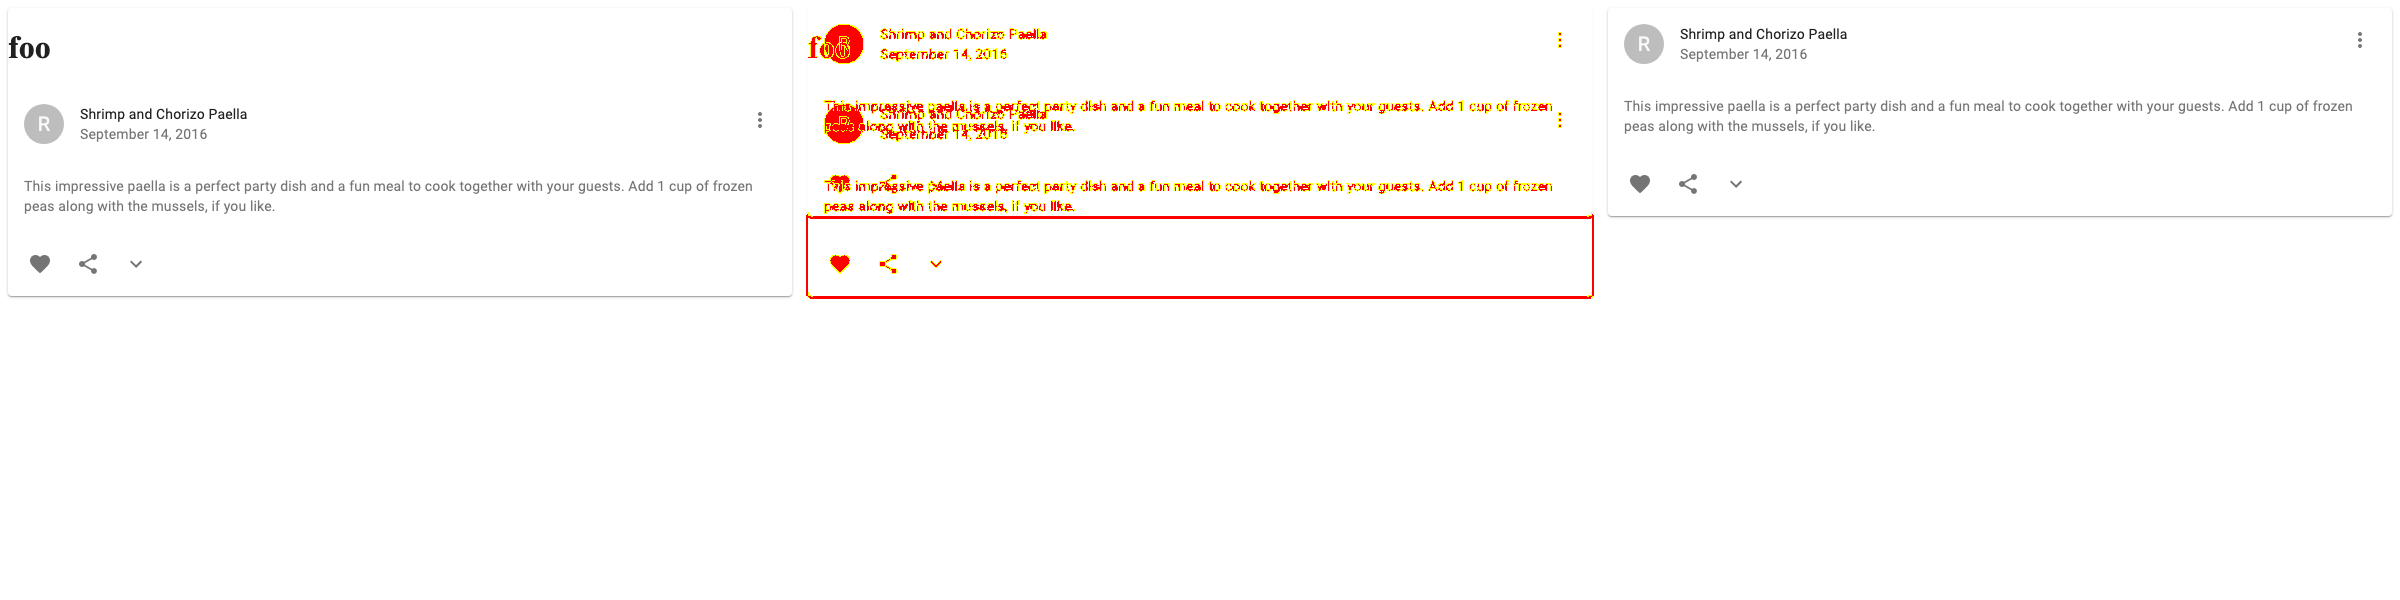 foo
R
Shrimp and Chorizo Paella
September 14, 2016
This impressive paella is a perfect party dish and a fun meal to cook together with your guests. Add 1 cup of frozen
peas along with the mussels, if you like.
foo
R
Shrimp and Chorizo Paella
September 14, 2016
This impressive paella is a perfect party dish and a fun meal to cook together with your guests. Add 1 cup of frozen
peas along with the mussels, if you like.
R
Shrimp and Chorizo Paella
September 14, 2016
This impressive paella is a perfect party dish and a fun meal to cook together with your guests. Add 1 cup of frozen
peas along with the mussels, if you like.
R
Shrimp and Chorizo Paella
September 14, 2016
This impressive paella is a perfect party dish and a fun meal to cook together with your guests. Add 1 cup of frozen
peas along with the mussels, if you like.